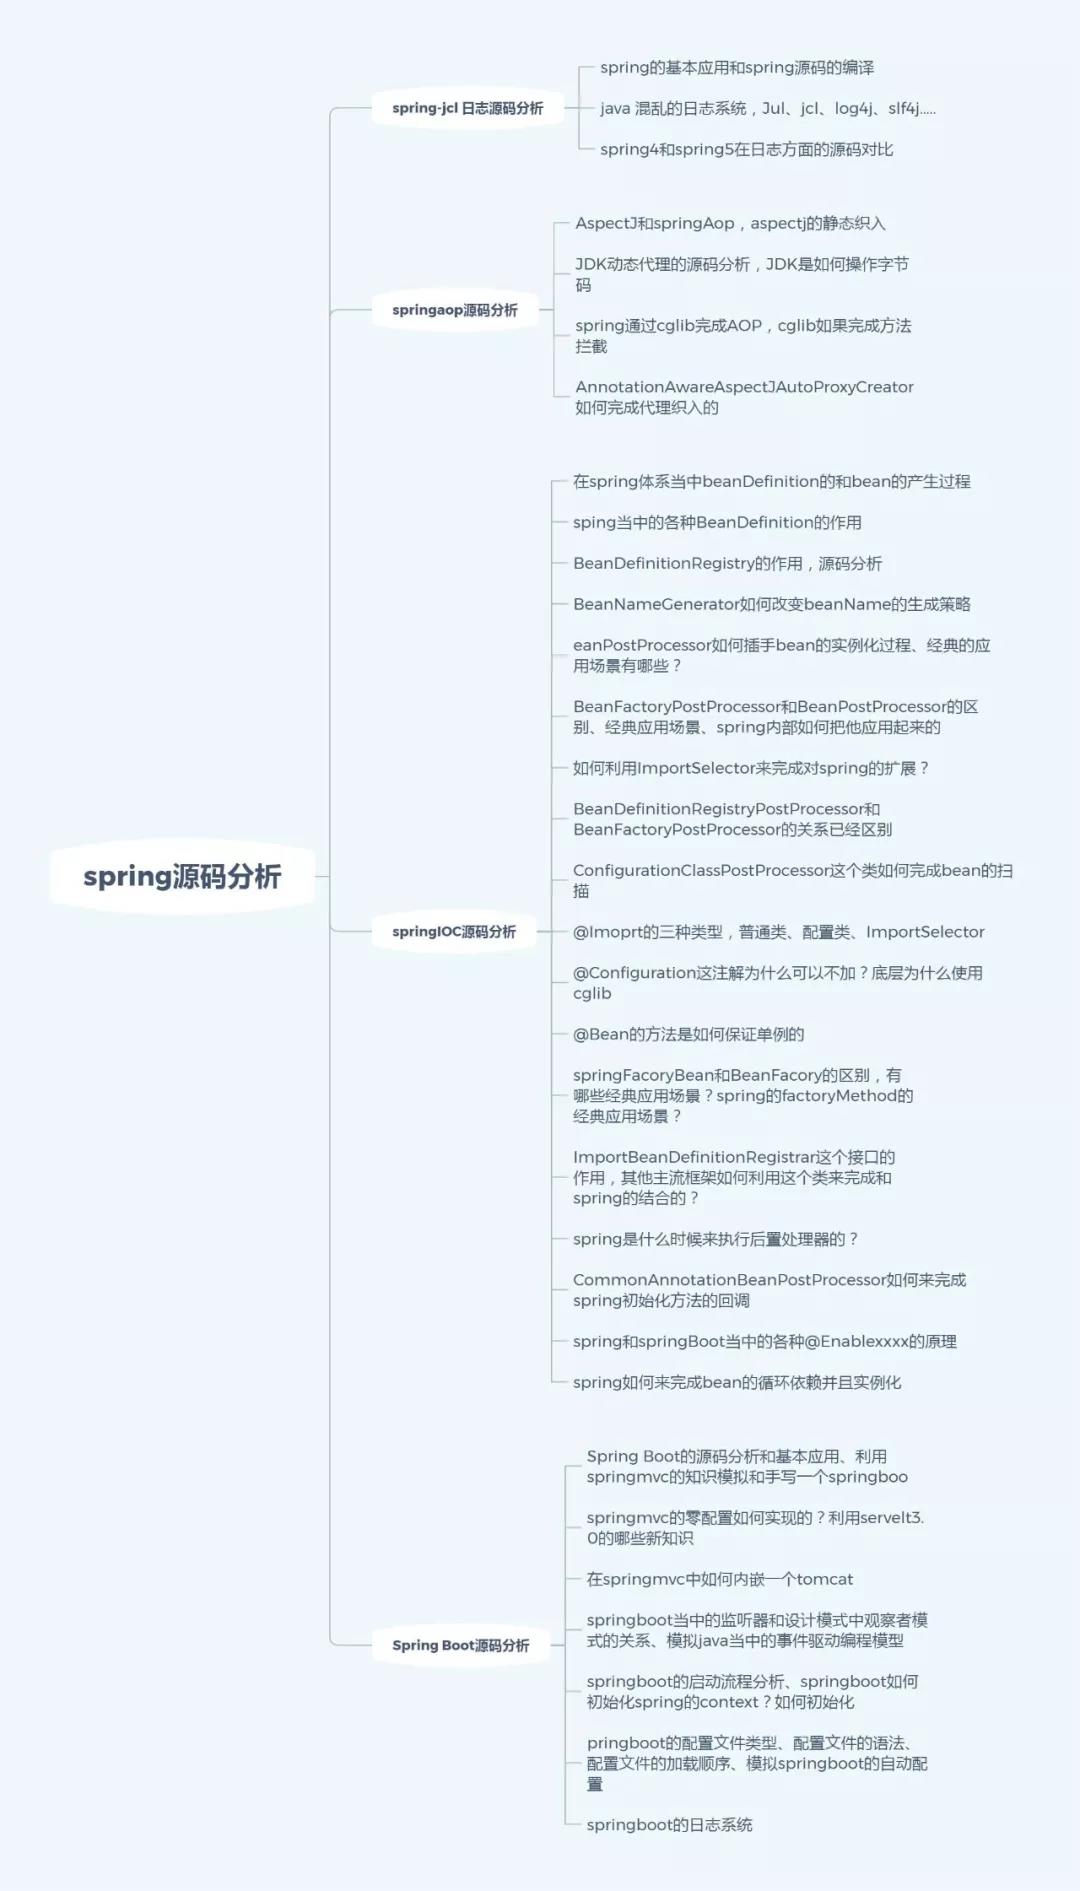 spring源码分析
spring-jcl 日志源码分析
spring的基本应用和spring源码的编译
java 混乱的日志系统，Jul、jcl、log4j、slf4j.....
spring4和spring5在日志方面的源码对比
springaop源码分析
AspectJ和springAop，aspectj的静态织入
JDK动态代理的源码分析，JDK是如何操作字节
码
spring通过cglib完成AOP，cglib如果完成方法
拦截
AnnotationAwareAspectJAutoProxyCreator
如何完成代理织入的
springIOC源码分析
在spring体系当中beanDefinition的和bean的产生过程
sping当中的各种BeanDefinition的作用
BeanDefinitionRegistry的作用，源码分析
BeanNameGenerator如何改变beanName的生成策略
eanPostProcessor如何插手bean的实例化过程、经典的应
用场景有哪些？
BeanFactoryPostProcessor和BeanPostProcessor的区
别、经典应用场景、spring内部如何把他应用起来的
如何利用ImportSelector来完成对spring的扩展？
BeanDefinitionRegistryPostProcessor和
BeanFactoryPostProcessor的关系已经区别
ConfigurationClassPostProcessor这个类如何完成bean的扫
描
@Imoprt的三种类型，普通类、配置类、ImportSelector
@Configuration这注解为什么可以不加？底层为什么使用
cglib
@Bean的方法是如何保证单例的
springFacoryBean和BeanFacory的区别，有
哪些经典应用场景？spring的factoryMethod的
经典应用场景？
ImportBeanDefinitionRegistrar这个接口的
作用，其他主流框架如何利用这个类来完成和
spring的结合的？
spring是什么时候来执行后置处理器的？
CommonAnnotationBeanPostProcessor如何来完成
spring初始化方法的回调
spring和springBoot当中的各种@Enablexxxx的原理
spring如何来完成bean的循环依赖并且实例化
Spring Boot源码分析
Spring Boot的源码分析和基本应用、利用
springmvc的知识模拟和手写一个springboo
springmvc的零配置如何实现的？利用servelt3.
0的哪些新知识
在springmvc中如何内嵌一个tomcat
springboot当中的监听器和设计模式中观察者模
式的关系、模拟java当中的事件驱动编程模型
springboot的启动流程分析、springboot如何
初始化spring的context？如何初始化
pringboot的配置文件类型、配置文件的语法、
配置文件的加载顺序、模拟springboot的自动配
置
springboot的日志系统